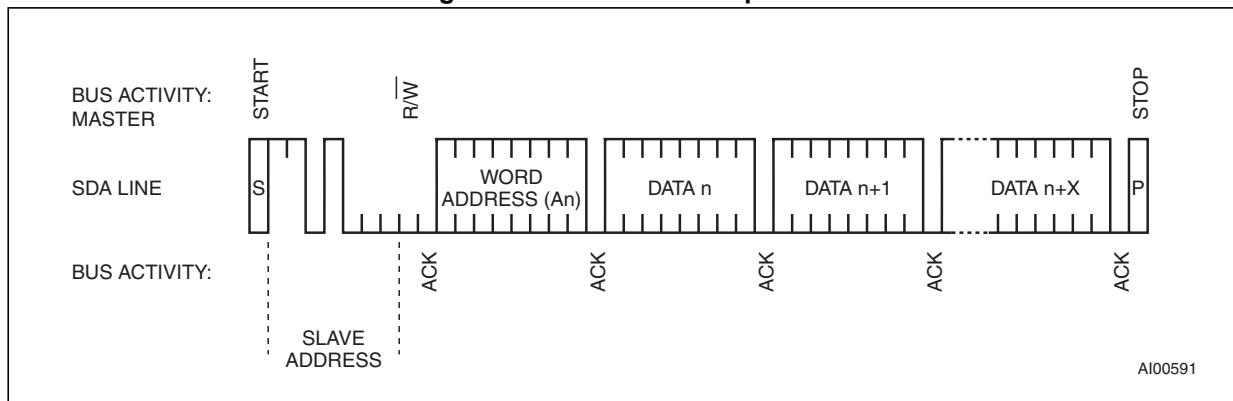 START
R/W
STOP
BUS ACTIVITY:
MASTER
SDA LINE
S
WORD
ADDRESS (An)
DATA n
DATA n+1
DATA n+X
P
BUS ACTIVITY:
ACK
ACK
ACK
ACK
ACK
SLAVE
ADDRESS
AI00591